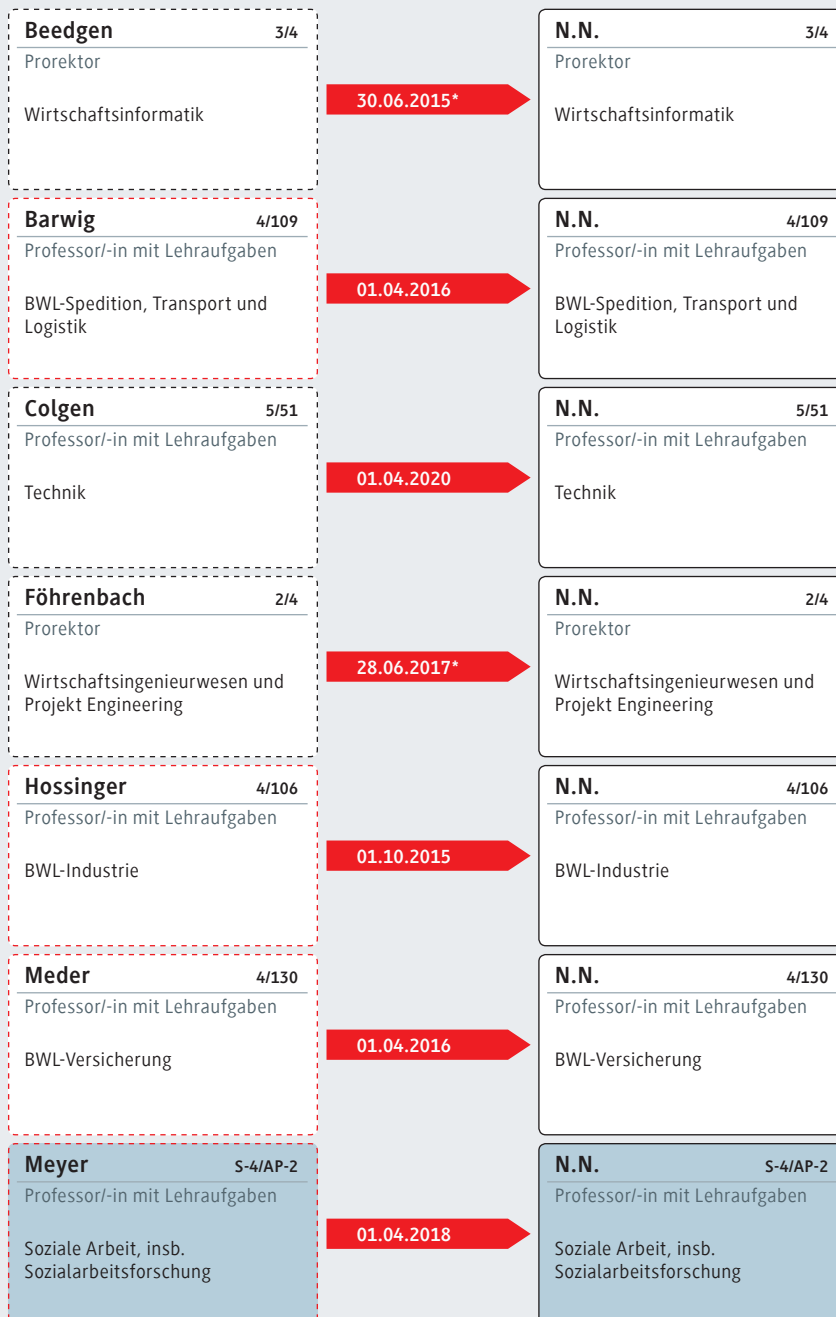 Beedgen 3/4
Prorektor
Wirtschaftsinformatik
30.06.2015*
N.N. 3/4
Prorektor
Wirtschaftsinformatik
Barwig 4/109
Professor/-in mit Lehraufgaben
BWL-Spedition, Transport und
Logistik
01.04.2016
N.N. 4/109
Professor/-in mit Lehraufgaben
BWL-Spedition, Transport und
Logistik
Colgen 5/51
Professor/-in mit Lehraufgaben
Technik
01.04.2020
N.N. 5/51
Professor/-in mit Lehraufgaben
Technik
Föhrenbach 2/4
Prorektor
Wirtschaftsingenieurwesen und
Projekt Engineering
28.06.2017*
N.N. 2/4
Prorektor
Wirtschaftsingenieurwesen und
Projekt Engineering
Hossinger 4/106
Professor/-in mit Lehraufgaben
BWL-Industrie
01.10.2015
N.N. 4/106
Professor/-in mit Lehraufgaben
BWL-Industrie
Meder 4/130
Professor/-in mit Lehraufgaben
BWL-Versicherung
01.04.2016
N.N. 4/130
Professor/-in mit Lehraufgaben
BWL-Versicherung
Meyer S-4/AP-2
Professor/-in mit Lehraufgaben
Soziale Arbeit, insb.
Sozialarbeitsforschung
01.04.2018
N.N. S-4/AP-2
Professor/-in mit Lehraufgaben
Soziale Arbeit, insb.
Sozialarbeitsforschung